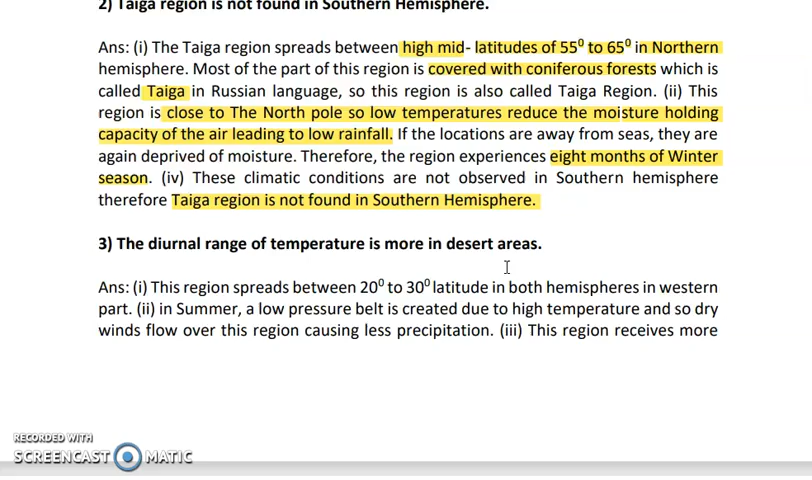 2) Taiga region is not found in Southern Hemisphere.
Ans: (i) The Taiga region spreads between high mid- latitudes of 55⁰ to 65⁰ in Northern
hemisphere. Most of the part of this region is covered with coniferous forests which is
called Taiga in Russian language, so this region is also called Taiga Region. (ii) This
region is close to The North pole so low temperatures reduce the moisture holding
capacity of the air leading to low rainfall. If the locations are away from seas, they are
again deprived of moisture. Therefore, the region experiences eight months of Winter
season. (iv) These climatic conditions are not observed in Southern hemisphere
therefore Taiga region is not found in Southern Hemisphere.
3) The diurnal range of temperature is more in desert areas.
Ans: (i) This region spreads between 20⁰ to 30⁰ latitude in both hemispheres in western
part. (ii) in Summer, a low pressure belt is created due to high temperature and so dry
winds flow over this region causing less precipitation. (iii) This region receives more
RECORDED WITH
SCREENCAST MATIC